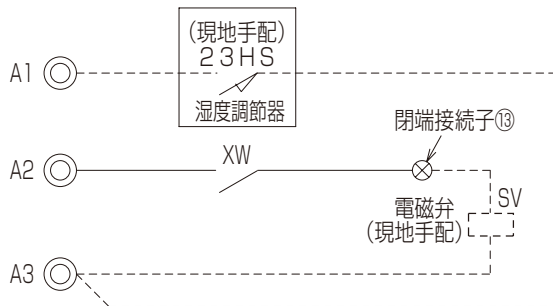 (現地手配)
23HS
A1
湿度調節器
閉端接続子⑬
XW
A2
SV
電磁弁
(現地手配)
A3